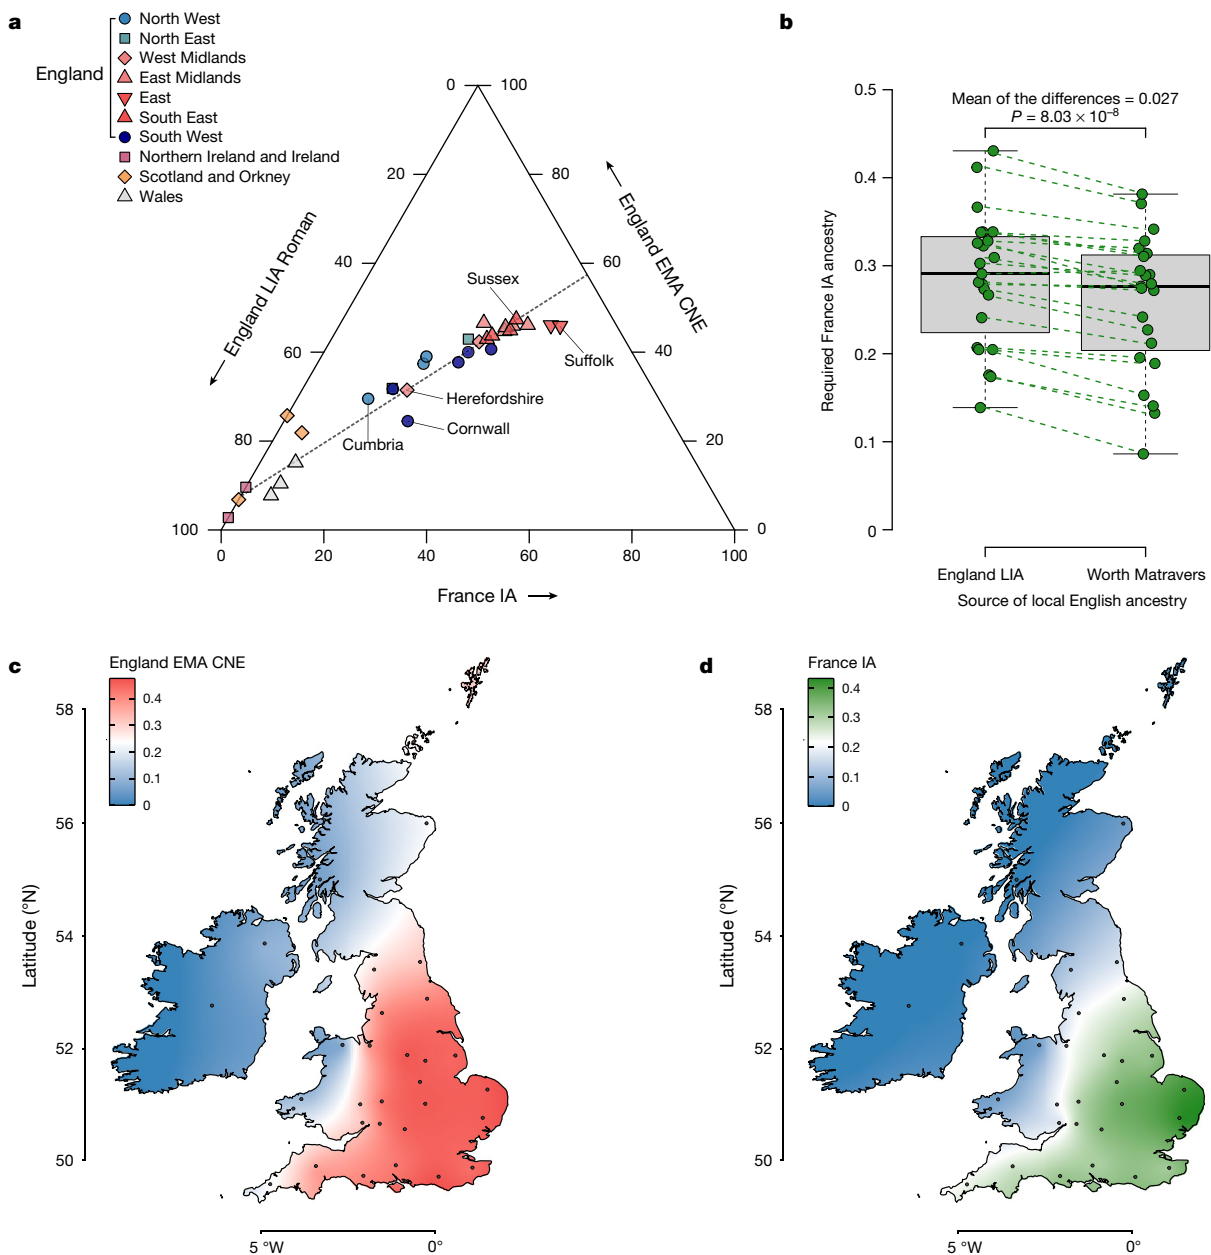 a
England
North West
North East
West Midlands
East Midlands
East
South East
South West
Northern Ireland and Ireland
Scotland and Orkney
Wales
0 100
20 80
40 60
60 40
80 20
100 0
0 20 40 60 80 100
England LIA Roman
England EMA CNE
France IA
Sussex
Suffolk
Herefordshire
Cornwall
Cumbria
b
Mean of the differences = 0.027
P = 8.03 × 10⁻⁸
Required France IA ancestry
0.5
0.4
0.3
0.2
0.1
0
England LIA Worth Matravers
Source of local English ancestry
c
England EMA CNE
0.4
0.3
0.2
0.1
0
Latitude (°N)
58
56
54
52
50
5 °W 0°
d
France IA
0.4
0.3
0.2
0.1
0
Latitude (°N)
58
56
54
52
50
5 °W 0°